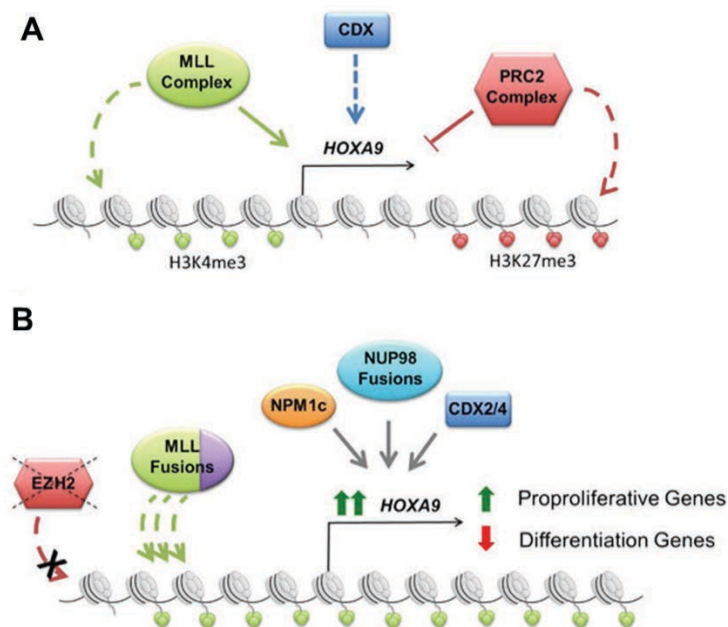 A
MLL
Complex
CDX
PRC2
Complex
HOXA9
H3K4me3
H3K27me3
B
NUP98
Fusions
NPM1c
CDX2/4
MLL
Fusions
EZH2
HOXA9
Proproliferative Genes
Differentiation Genes